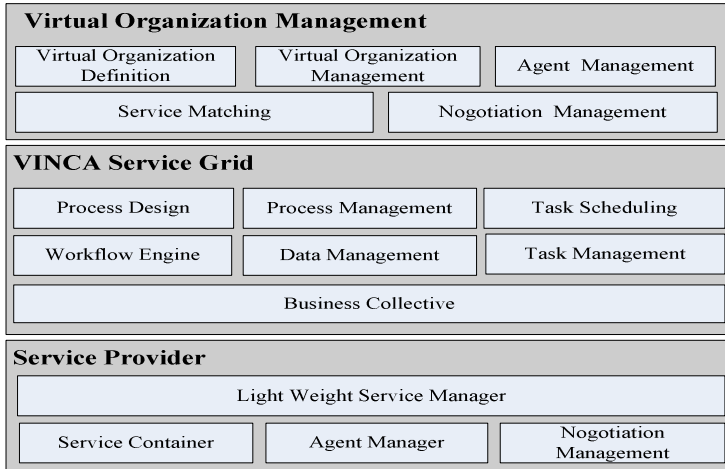 Virtual Organization Management
Virtual Organization
Definition
Virtual Organization
Management
Agent Management
Service Matching
Nogotiation Management
VINCA Service Grid
Process Design
Process Management
Task Scheduling
Workflow Engine
Data Management
Task Management
Business Collective
Service Provider
Light Weight Service Manager
Service Container
Agent Manager
Nogotiation
Management